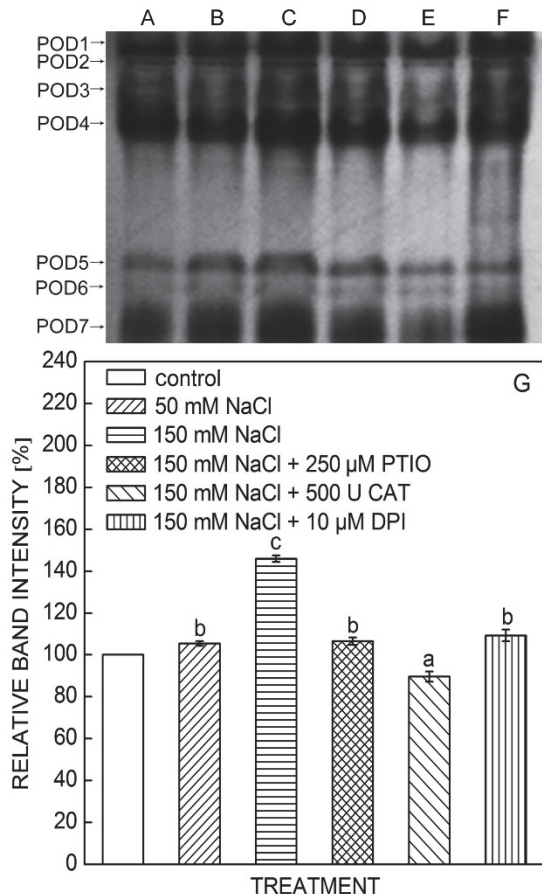 A B C D E F
POD1→
POD2→
POD3→
POD4→
POD5→
POD6→
POD7→
G
control
50 mM NaCl
150 mM NaCl
150 mM NaCl + 250 µM PTIO
150 mM NaCl + 500 U CAT
150 mM NaCl + 10 µM DPI
RELATIVE BAND INTENSITY [%]
240
220
200
180
160
140
120
100
80
60
40
20
0
b
c
b
a
b
TREATMENT